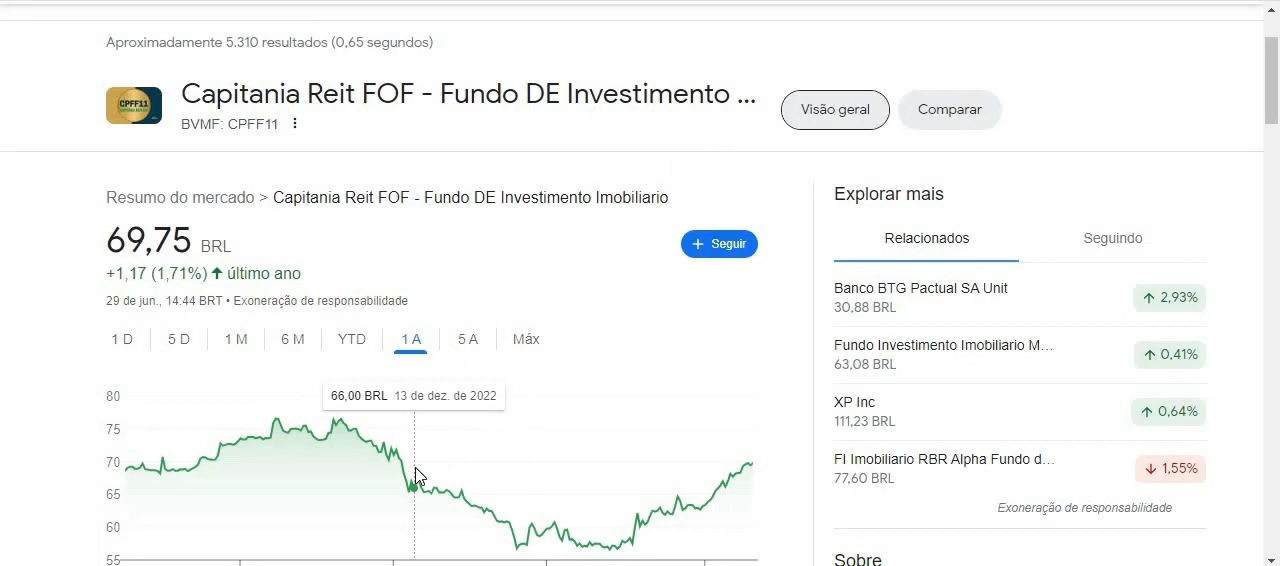 Aproximadamente 5.310 resultados (0,65 segundos)
CPFF11
Capitania Reit FOF - Fundo DE Investimento ...
BVMF: CPFF11
Visão geral
Comparar
Resumo do mercado > Capitania Reit FOF - Fundo DE Investimento Imobiliario
69,75 BRL
+ Seguir
+1,17 (1,71%) ↑ último ano
29 de jun., 14:44 BRT • Exoneração de responsabilidade
1 D 5 D 1 M 6 M YTD 1 A 5 A Máx
66,00 BRL 13 de dez. de 2022
80
75
70
65
60
55
Explorar mais
Relacionados Seguindo
Banco BTG Pactual SA Unit
30,88 BRL
↑ 2,93%
Fundo Investimento Imobiliario M...
63,08 BRL
↑ 0,41%
XP Inc
111,23 BRL
↑ 0,64%
FI Imobiliario RBR Alpha Fundo d...
77,60 BRL
↓ 1,55%
Exoneração de responsabilidade
Sobre